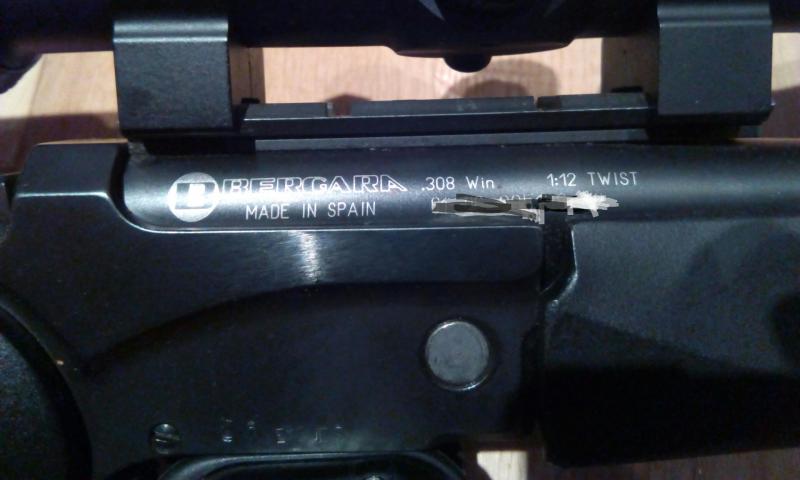 B BERGARA .308 Win 1:12 TWIST
MADE IN SPAIN